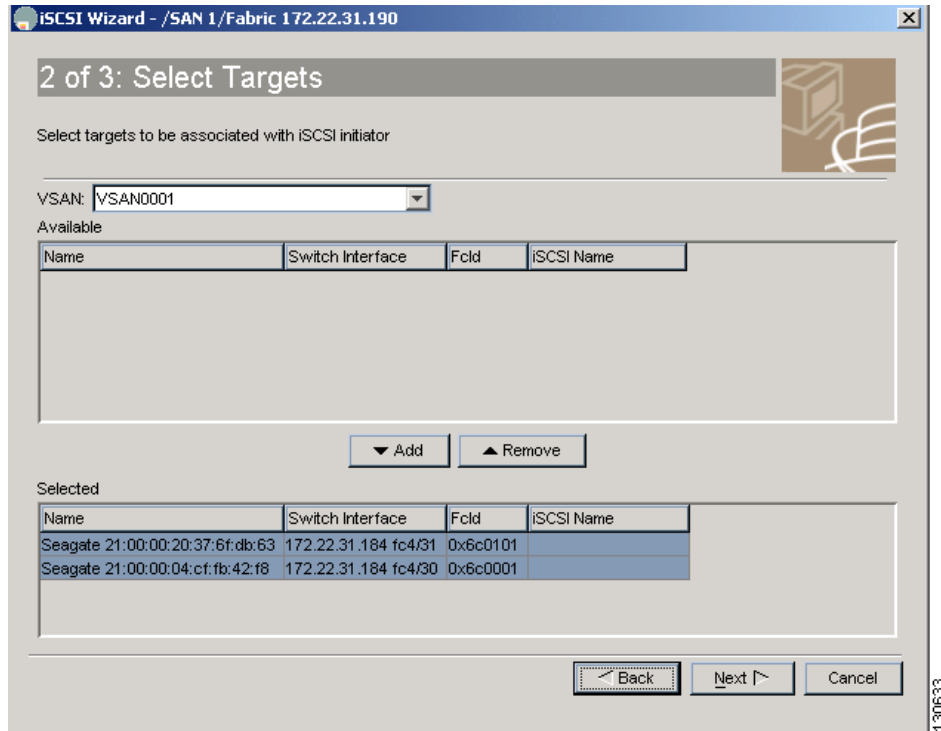 iSCSI Wizard - /SAN 1/Fabric 172.22.31.190
2 of 3: Select Targets
Select targets to be associated with iSCSI initiator
VSAN: VSAN0001
Available
Name Switch Interface FcId iSCSI Name
Add Remove
Selected
Name Switch Interface FcId iSCSI Name
Seagate 21:00:00:20:37:6f:db:63 172.22.31.184 fc4/31 0x6c0101
Seagate 21:00:00:04:cf:fb:42:f8 172.22.31.184 fc4/30 0x6c0001
Back Next Cancel
130633